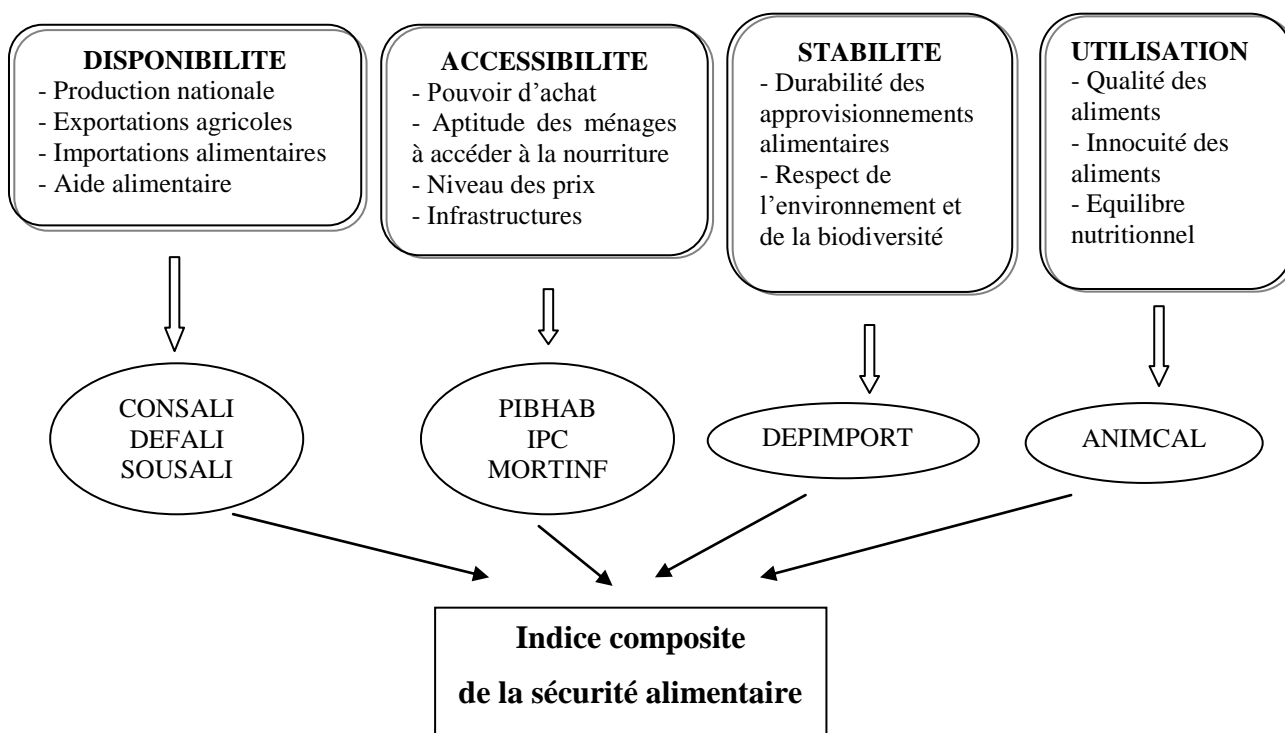 DISPONIBILITE
- Production nationale
- Exportations agricoles
- Importations alimentaires
- Aide alimentaire
ACCESSIBILITE
- Pouvoir d’achat
- Aptitude des ménages
à accéder à la nourriture
- Niveau des prix
- Infrastructures
STABILITE
- Durabilité des
approvisionnements
alimentaires
- Respect de
l’environnement et
de la biodiversité
UTILISATION
- Qualité des
aliments
- Innocuité des
aliments
- Equilibre
nutritionnel
CONSALI
DEFALI
SOUSALI
PIBHAB
IPC
MORTINF
DEPIMPORT
ANIMCAL
Indice composite
de la sécurité alimentaire